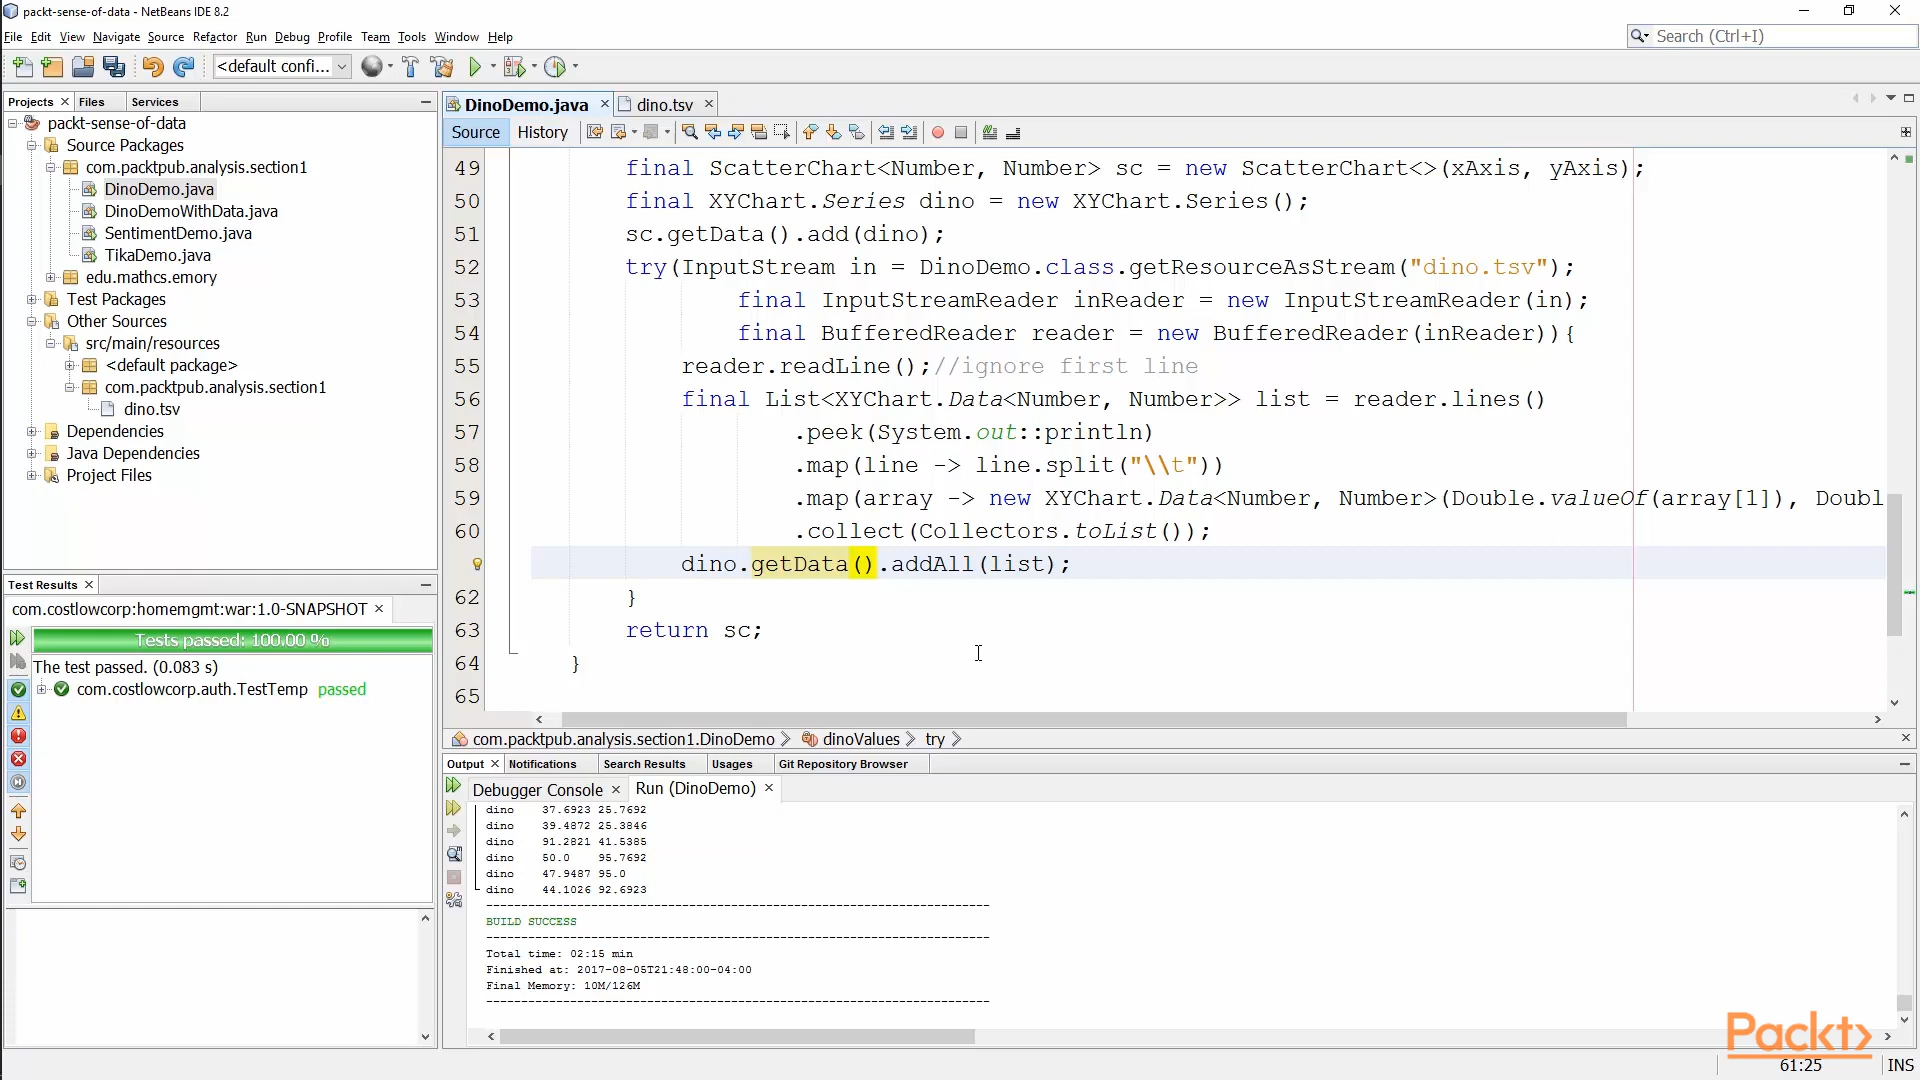 packt-sense-of-data - NetBeans IDE 8.2
File Edit View Navigate Source Refactor Run Debug Profile Team Tools Window Help
Search (Ctrl+I)
<default confi...
Projects Files Services
packt-sense-of-data
Source Packages
com.packtpub.analysis.section1
DinoDemo.java
DinoDemoWithData.java
SentimentDemo.java
TikaDemo.java
edu.mathcs.emory
Test Packages
Other Sources
src/main/resources
<default package>
com.packtpub.analysis.section1
dino.tsv
Dependencies
Java Dependencies
Project Files
Test Results
com.costlowcorp:homemgmt:war:1.0-SNAPSHOT
Tests passed: 100.00 %
The test passed. (0.083 s)
com.costlowcorp.auth.TestTemp passed
DinoDemo.java dino.tsv
Source History
49 final ScatterChart<Number, Number> sc = new ScatterChart<>(xAxis, yAxis);
50 final XYChart.Series dino = new XYChart.Series();
51 sc.getData().add(dino);
52 try(InputStream in = DinoDemo.class.getResourceAsStream("dino.tsv");
53 final InputStreamReader inReader = new InputStreamReader(in);
54 final BufferedReader reader = new BufferedReader(inReader)){
55 reader.readLine();//ignore first line
56 final List<XYChart.Data<Number, Number>> list = reader.lines()
57 .peek(System.out::println)
58 .map(line -> line.split("\\t"))
59 .map(array -> new XYChart.Data<Number, Number>(Double.valueOf(array[1]), Doubl
60 .collect(Collectors.toList());
dino.getData().addAll(list);
62 }
63 return sc;
64 }
65
com.packtpub.analysis.section1.DinoDemo dinoValues try
Output Notifications Search Results Usages Git Repository Browser
Debugger Console Run (DinoDemo)
dino 37.6923 25.7692
dino 39.4872 25.3846
dino 91.2821 41.5385
dino 50.0 95.7692
dino 47.9487 95.0
dino 44.1026 92.6923
------------------------------------------------------------------------
BUILD SUCCESS
------------------------------------------------------------------------
Total time: 02:15 min
Finished at: 2017-08-05T21:48:00-04:00
Final Memory: 10M/126M
------------------------------------------------------------------------
Packt>
61:25 INS